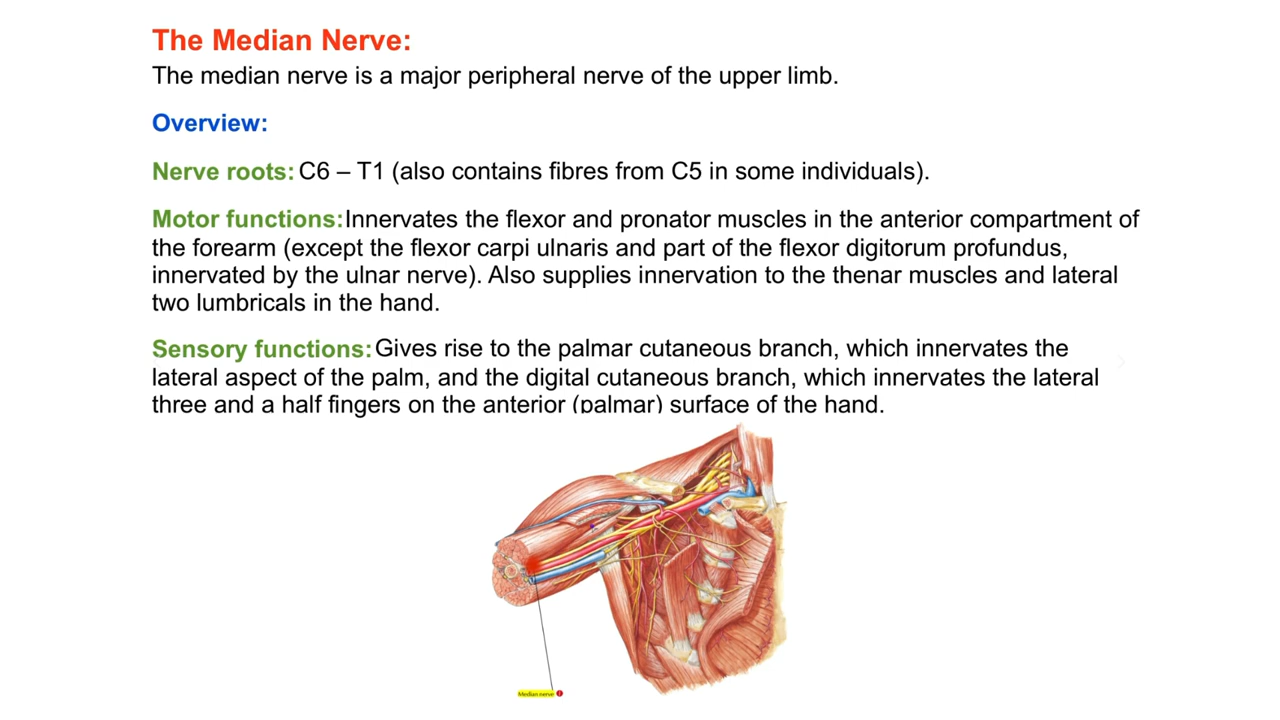 The Median Nerve:
The median nerve is a major peripheral nerve of the upper limb.
Overview:
Nerve roots: C6 – T1 (also contains fibres from C5 in some individuals).
Motor functions:Innervates the flexor and pronator muscles in the anterior compartment of
the forearm (except the flexor carpi ulnaris and part of the flexor digitorum profundus,
innervated by the ulnar nerve). Also supplies innervation to the thenar muscles and lateral
two lumbricals in the hand.
Sensory functions:Gives rise to the palmar cutaneous branch, which innervates the
lateral aspect of the palm, and the digital cutaneous branch, which innervates the lateral
three and a half fingers on the anterior (palmar) surface of the hand.
Median nerve